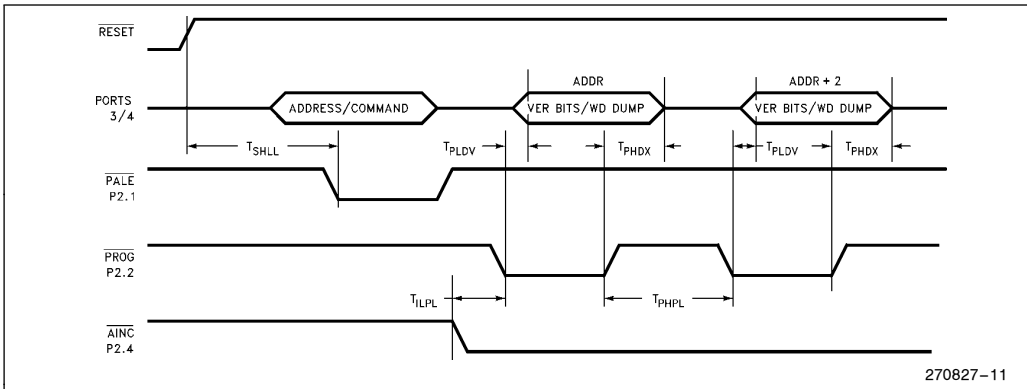 RESET
PORTS
3/4
ADDRESS/COMMAND
ADDR
VER BITS/WD DUMP
ADDR + 2
VER BITS/WD DUMP
TSHLL
TPLDV
TPHDX
TPLDV
TPHDX
PALE
P2.1
PROG
P2.2
TILPL
TPHPL
AINC
P2.4
270827-11